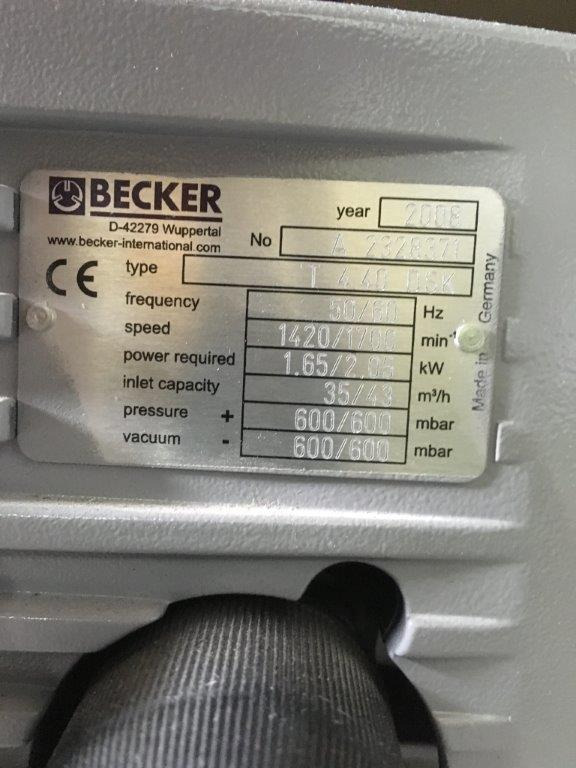 BECKER
D-42279 Wuppertal
www.becker-international.com
year 2008
No A 2328371
CE type T 4.40 DSK
frequency 50/60 Hz
speed 1420/1700 min⁻¹
power required 1.65/2.05 kW
inlet capacity 35/43 m³/h
pressure + 600/600 mbar
vacuum - 600/600 mbar
Made in Germany